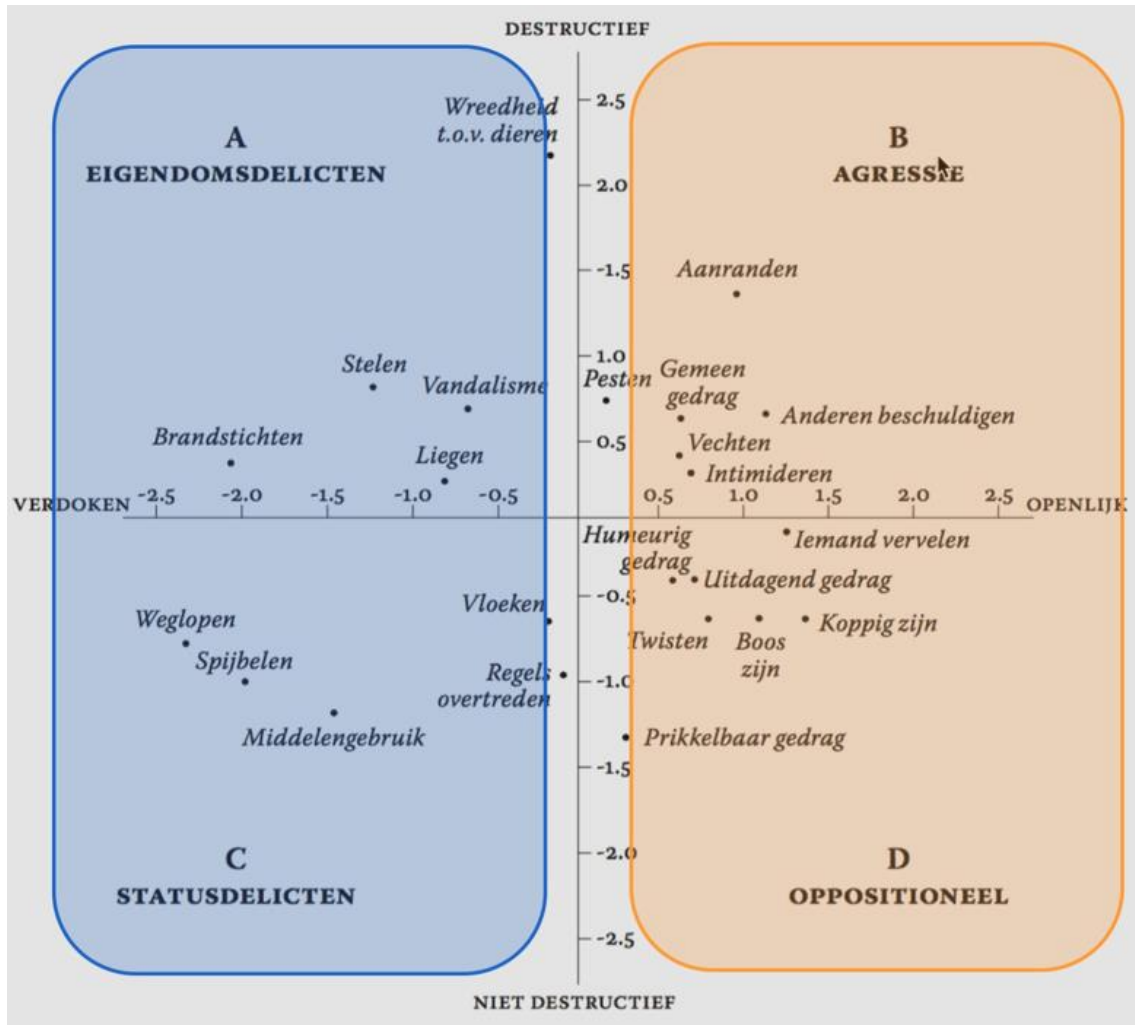 DESTRUCTIEF
A
EIGENDOMSDELICTEN
B
AGRESSIE
Wreedheid
t.o.v. dieren
2.5
2.0
-1.5
Aanranden
1.0
Stelen
Vandalisme
Pesten
Gemeen
gedrag
Anderen beschuldigen
Brandstichten
Liegen
0.5
Vechten
Intimideren
VERDOKEN
-2.5
-2.0
-1.5
-1.0
-0.5
0.5
1.0
1.5
2.0
2.5
OPENLIJK
Humeurig
gedrag
Iemand vervelen
Uitdagend gedrag
-0.5
Weglopen
Vloeken
Koppig zijn
Twisten
Boos
zijn
Spijbelen
Regels
overtreden
-1.0
Middelengebruik
Prikkelbaar gedrag
-1.5
C
STATUSDELICTEN
-2.0
D
OPPOSITIONEEL
-2.5
NIET DESTRUCTIEF